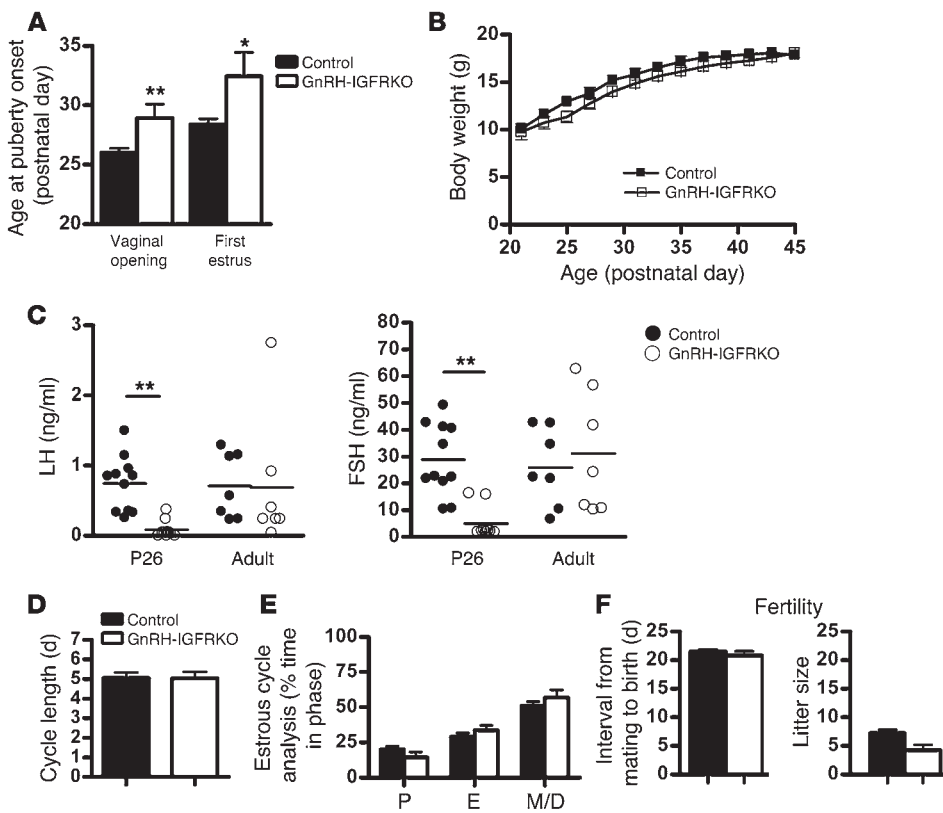 A
Age at puberty onset
(postnatal day)
35
30
25
20
**
*
Control
GnRH-IGFRKO
Vaginal
opening
First
estrus
B
Body weight (g)
20
15
10
5
0
Control
GnRH-IGFRKO
20 25 30 35 40 45
Age (postnatal day)
C
LH (ng/ml)
3
2
1
0
**
P26 Adult
FSH (ng/ml)
80
70
60
50
40
30
20
10
0
**
P26 Adult
Control
GnRH-IGFRKO
D
Cycle length (d)
7
6
5
4
3
2
1
0
Control
GnRH-IGFRKO
E
Estrous cycle
analysis (% time
in phase)
100
75
50
25
0
P E M/D
F
Fertility
Interval from
mating to birth (d)
25
20
15
10
5
0
Litter size
25
20
15
10
5
0